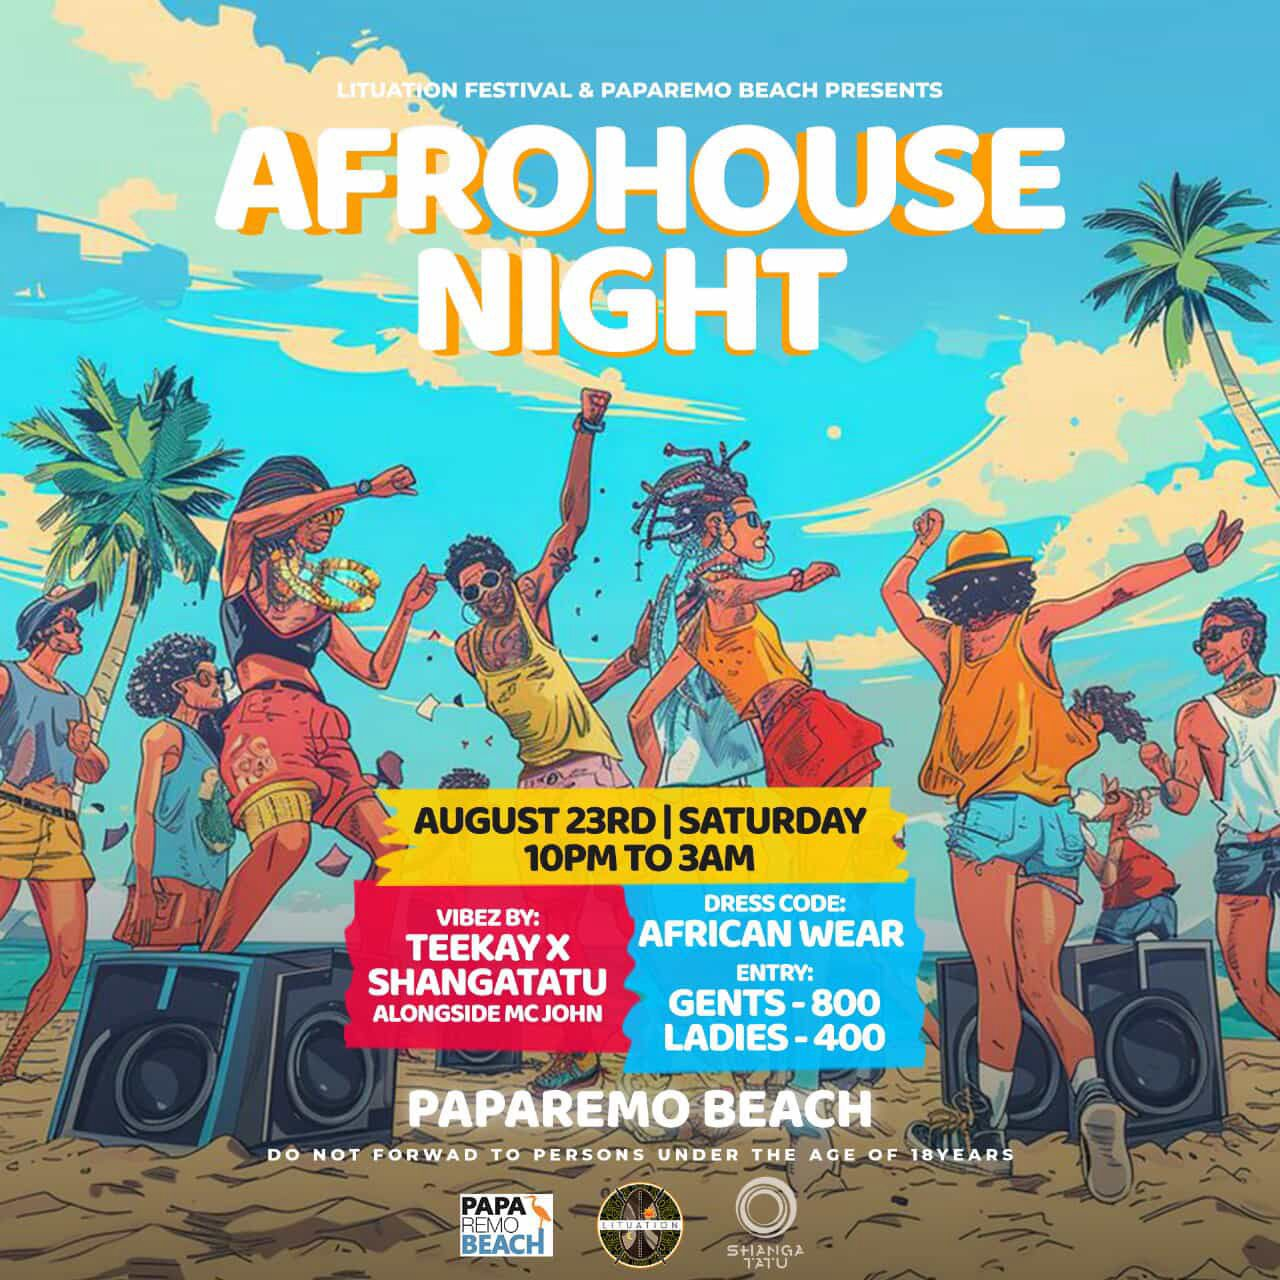 LITUATION FESTIVAL & PAPAREMO BEACH PRESENTS
AFROHOUSE
NIGHT
AUGUST 23RD | SATURDAY
10PM TO 3AM
VIBEZ BY:
TEEKAY X
SHANGATATU
ALONGSIDE MC JOHN
DRESS CODE:
AFRICAN WEAR
ENTRY:
GENTS - 800
LADIES - 400
PAPAREMO BEACH
DO NOT FORWAD TO PERSONS UNDER THE AGE OF 18YEARS
PAPA
REMO
BEACH
LITUATION
SHANGA
TATU